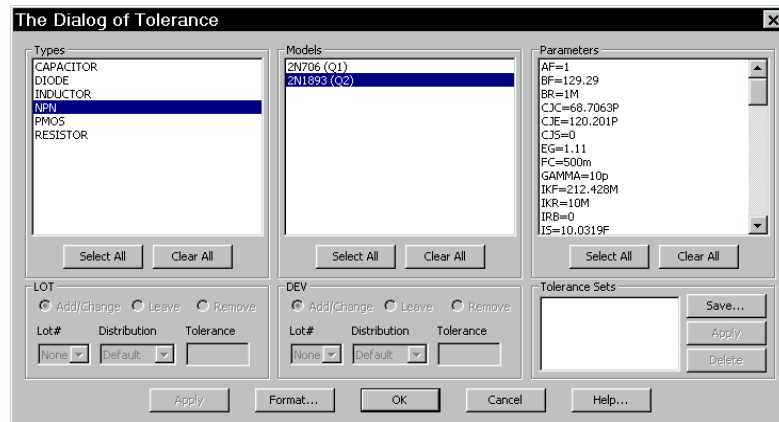 The Dialog of Tolerance
Types
CAPACITOR
DIODE
INDUCTOR
NPN
PMOS
RESISTOR
Select All Clear All
Models
2N706 (Q1)
2N1893 (Q2)
Select All Clear All
Parameters
AF=1
BF=129.29
BR=1M
CJC=68.7063P
CJE=120.201P
CJS=0
EG=1.11
FC=500m
GAMMA=10p
IKF=212.428M
IKR=10M
IRB=0
IS=10.0319F
Select All Clear All
LOT
Add/Change Leave Remove
Lot# Distribution Tolerance
None Default
DEV
Add/Change Leave Remove
Lot# Distribution Tolerance
None Default
Tolerance Sets
Save...
Apply
Delete
Apply Format... OK Cancel Help...